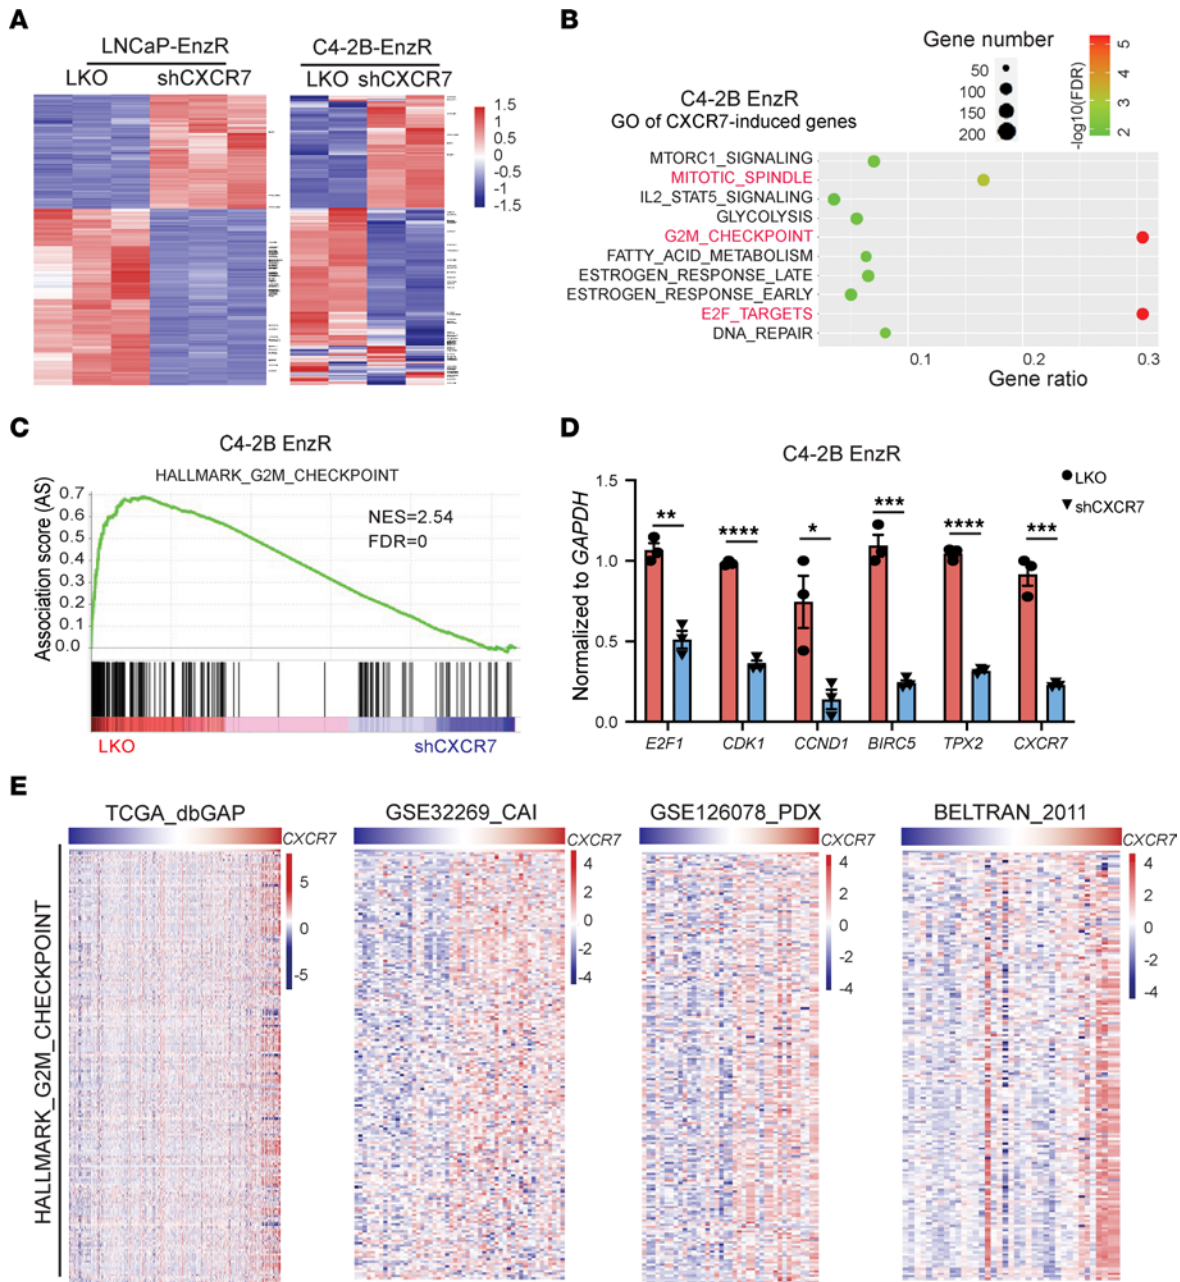 A
LNCaP-EnzR
C4-2B-EnzR
LKO
shCXCR7
LKO
shCXCR7
1.5
1
0.5
0
-0.5
-1
-1.5
B
Gene number
50
100
150
200
-log10(FDR)
5
4
3
2
C4-2B EnzR
GO of CXCR7-induced genes
MTORC1_SIGNALING
MITOTIC_SPINDLE
IL2_STAT5_SIGNALING
GLYCOLYSIS
G2M_CHECKPOINT
FATTY_ACID_METABOLISM
ESTROGEN_RESPONSE_LATE
ESTROGEN_RESPONSE_EARLY
E2F_TARGETS
DNA_REPAIR
0.1
0.2
0.3
Gene ratio
C
C4-2B EnzR
HALLMARK_G2M_CHECKPOINT
Association score (AS)
0.7
0.6
0.5
0.4
0.3
0.2
0.1
0.0
NES=2.54
FDR=0
LKO
shCXCR7
D
C4-2B EnzR
LKO
shCXCR7
Normalized to GAPDH
1.5
1.0
0.5
0.0
**
****
*
***
****
***
E2F1
CDK1
CCND1
BIRC5
TPX2
CXCR7
E
HALLMARK_G2M_CHECKPOINT
TCGA_dbGAP
CXCR7
5
0
-5
GSE32269_CAI
CXCR7
4
2
0
-2
-4
GSE126078_PDX
CXCR7
4
2
0
-2
-4
BELTRAN_2011
CXCR7
4
2
0
-2
-4